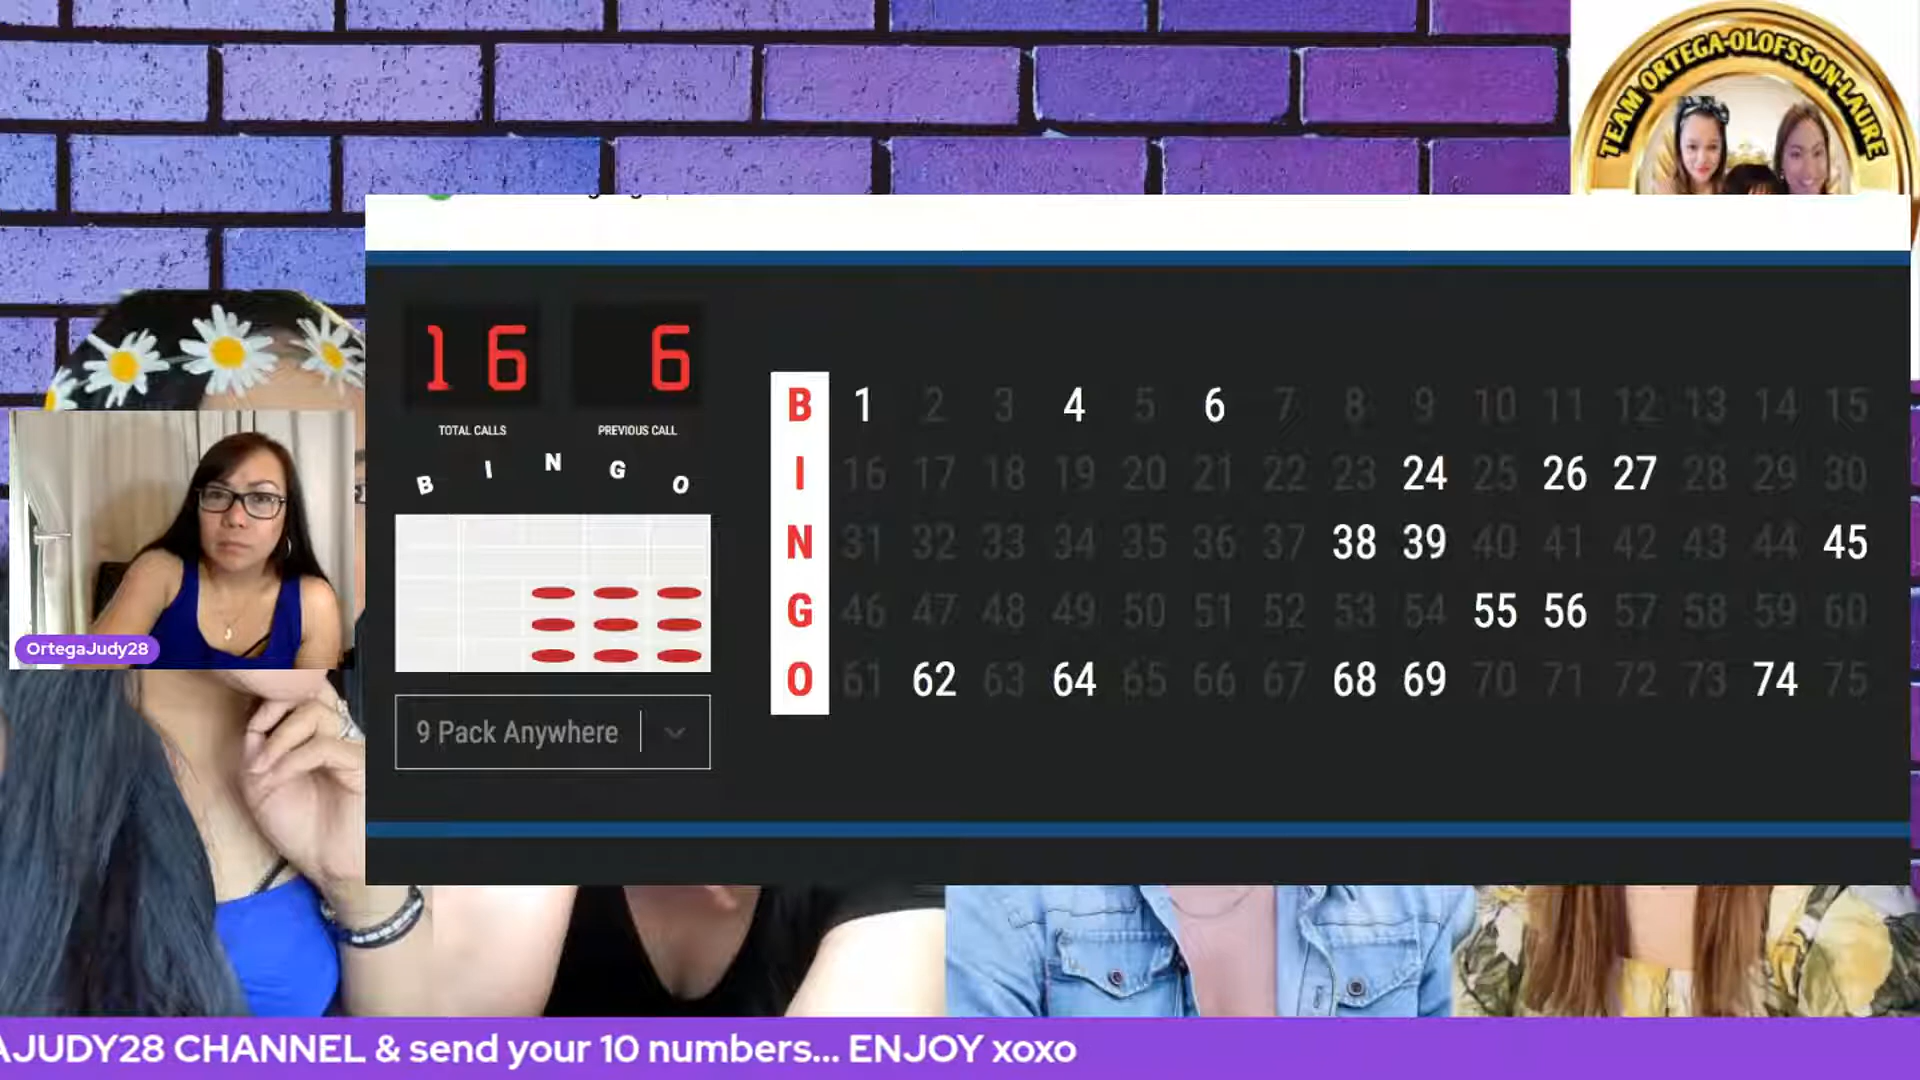 TEAM ORTEGA-OLOFSSON-LAURE
16 6
TOTAL CALLS PREVIOUS CALL
B I N G O
9 Pack Anywhere
B 1 2 3 4 5 6 7 8 9 10 11 12 13 14 15
I 16 17 18 19 20 21 22 23 24 25 26 27 28 29 30
N 31 32 33 34 35 36 37 38 39 40 41 42 43 44 45
G 46 47 48 49 50 51 52 53 54 55 56 57 58 59 60
O 61 62 63 64 65 66 67 68 69 70 71 72 73 74 75
OrtegaJudy28
AJUDY28 CHANNEL & send your 10 numbers... ENJOY xoxo